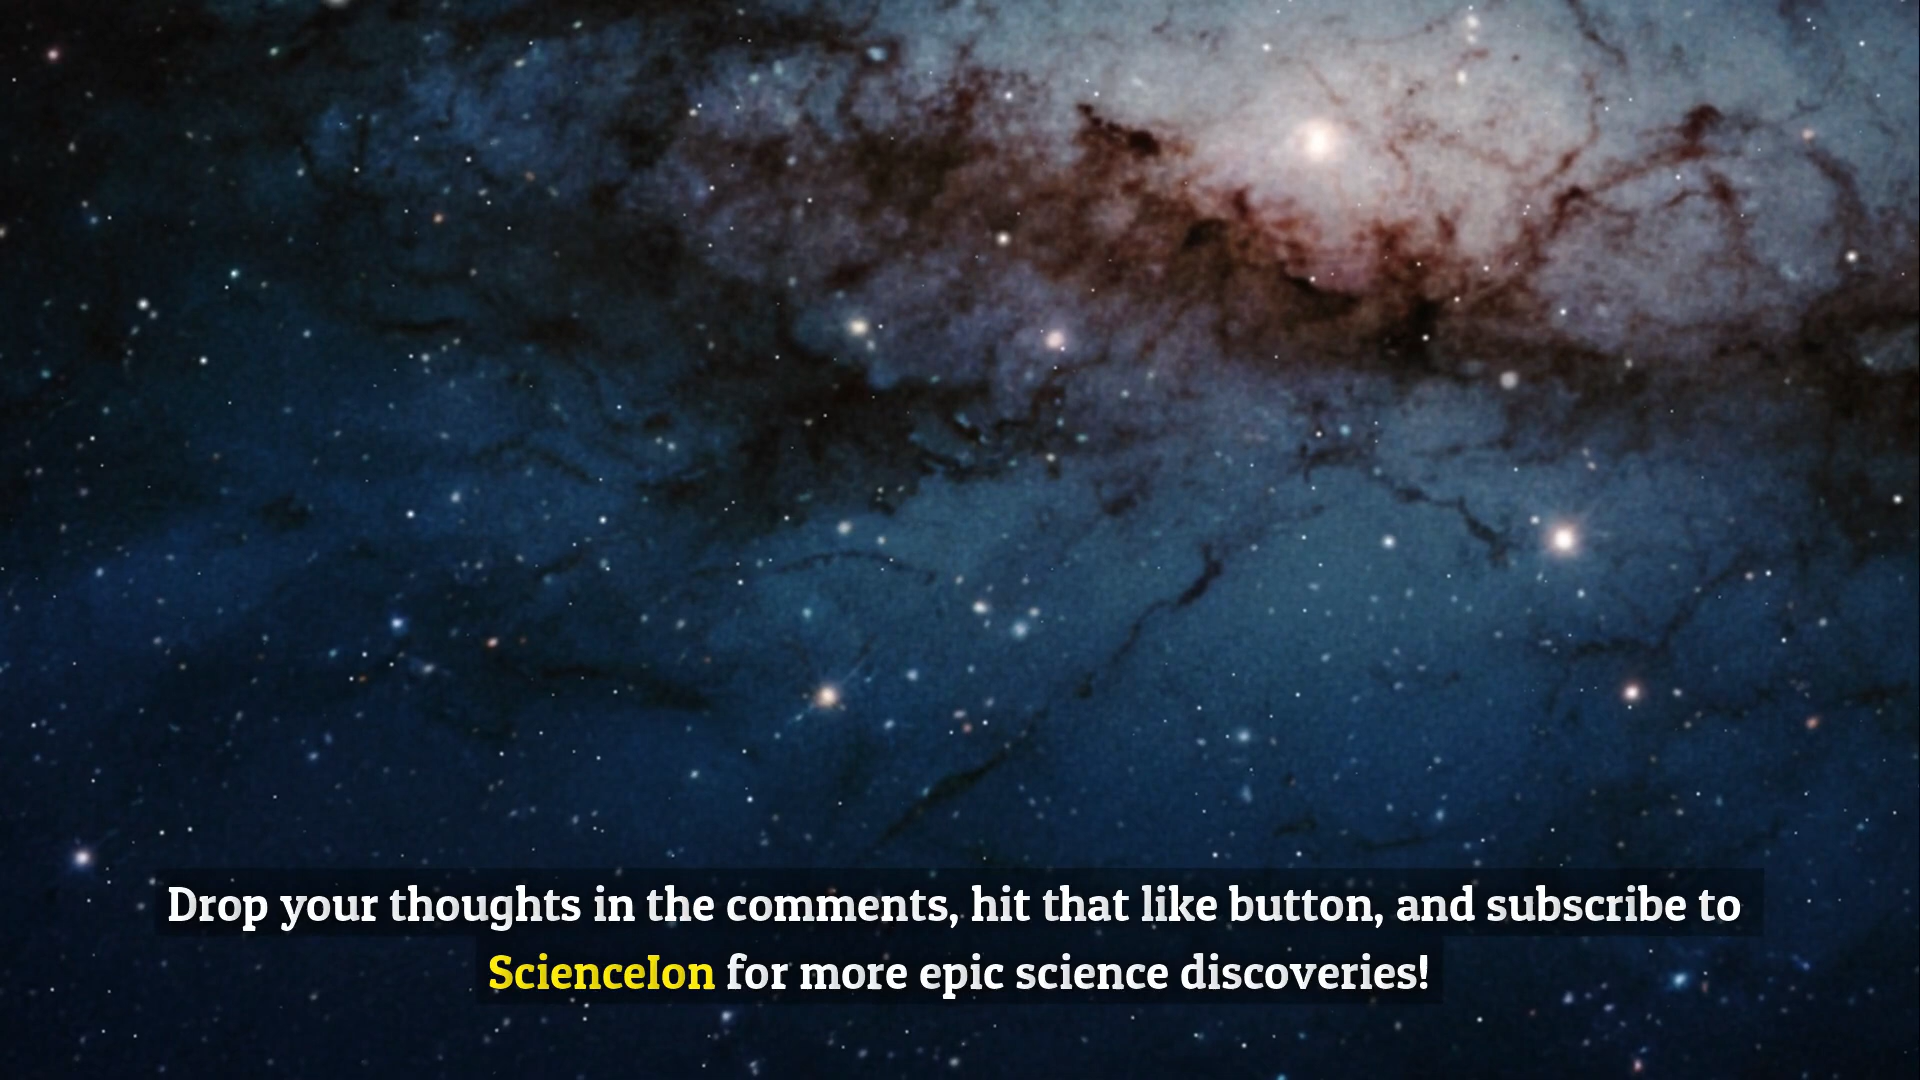 Drop your thoughts in the comments, hit that like button, and subscribe to
ScienceIon for more epic science discoveries!